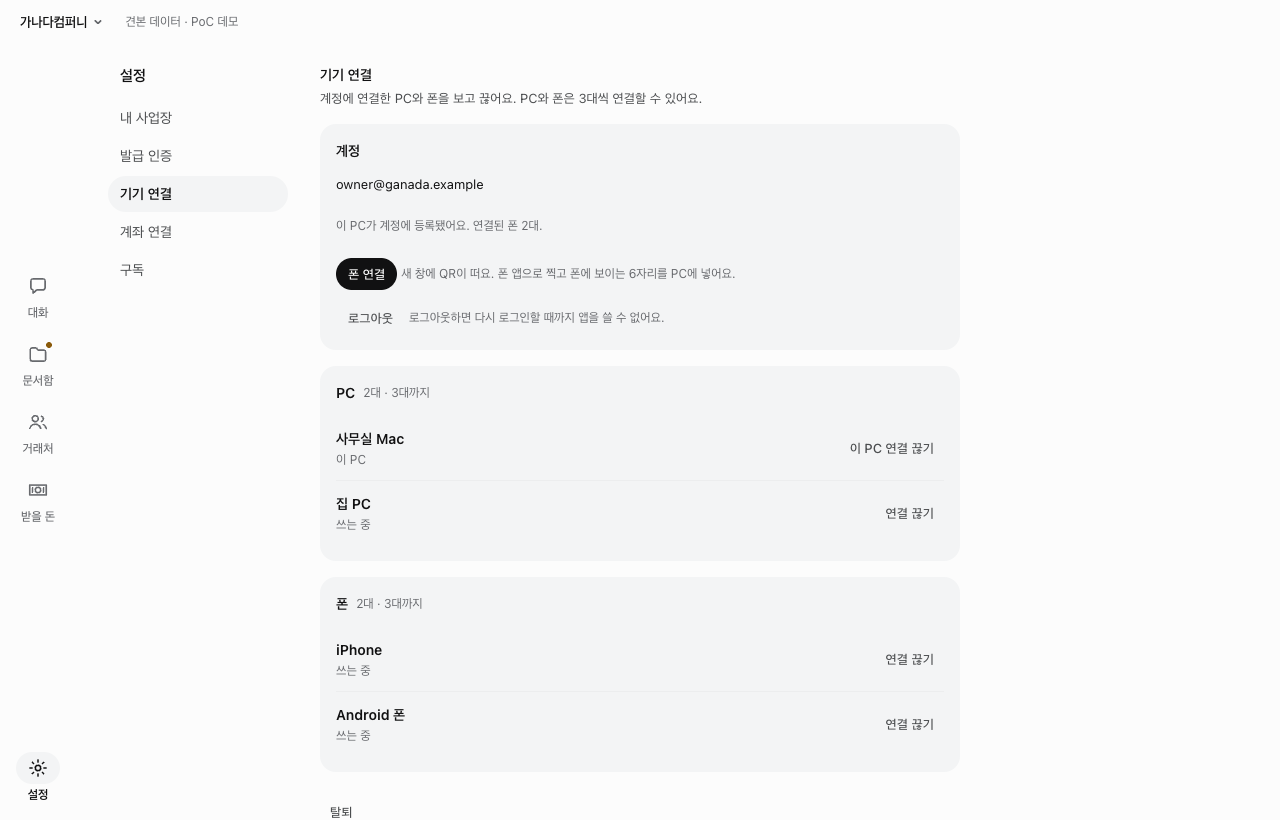 가나다컴퍼니
견본 데이터 · PoC 데모
설정
내 사업장
발급 인증
기기 연결
계좌 연결
구독
대화
문서함
거래처
받을 돈
설정
기기 연결
계정에 연결한 PC와 폰을 보고 끊어요. PC와 폰은 3대씩 연결할 수 있어요.
계정
owner@ganada.example
이 PC가 계정에 등록됐어요. 연결된 폰 2대.
폰 연결 새 창에 QR이 떠요. 폰 앱으로 찍고 폰에 보이는 6자리를 PC에 넣어요.
로그아웃 로그아웃하면 다시 로그인할 때까지 앱을 쓸 수 없어요.
PC 2대 · 3대까지
사무실 Mac
이 PC
이 PC 연결 끊기
집 PC
쓰는 중
연결 끊기
폰 2대 · 3대까지
iPhone
쓰는 중
연결 끊기
Android 폰
쓰는 중
연결 끊기
탈퇴